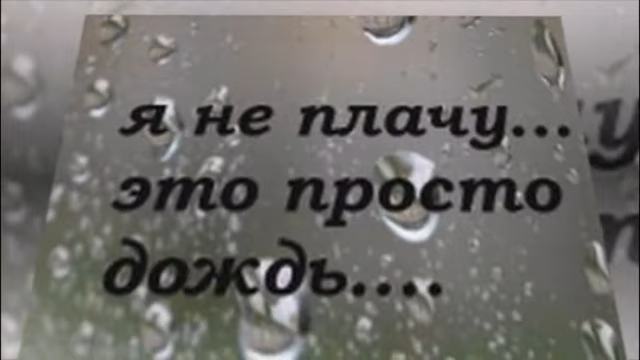 я не плачу...
это просто
дождь....